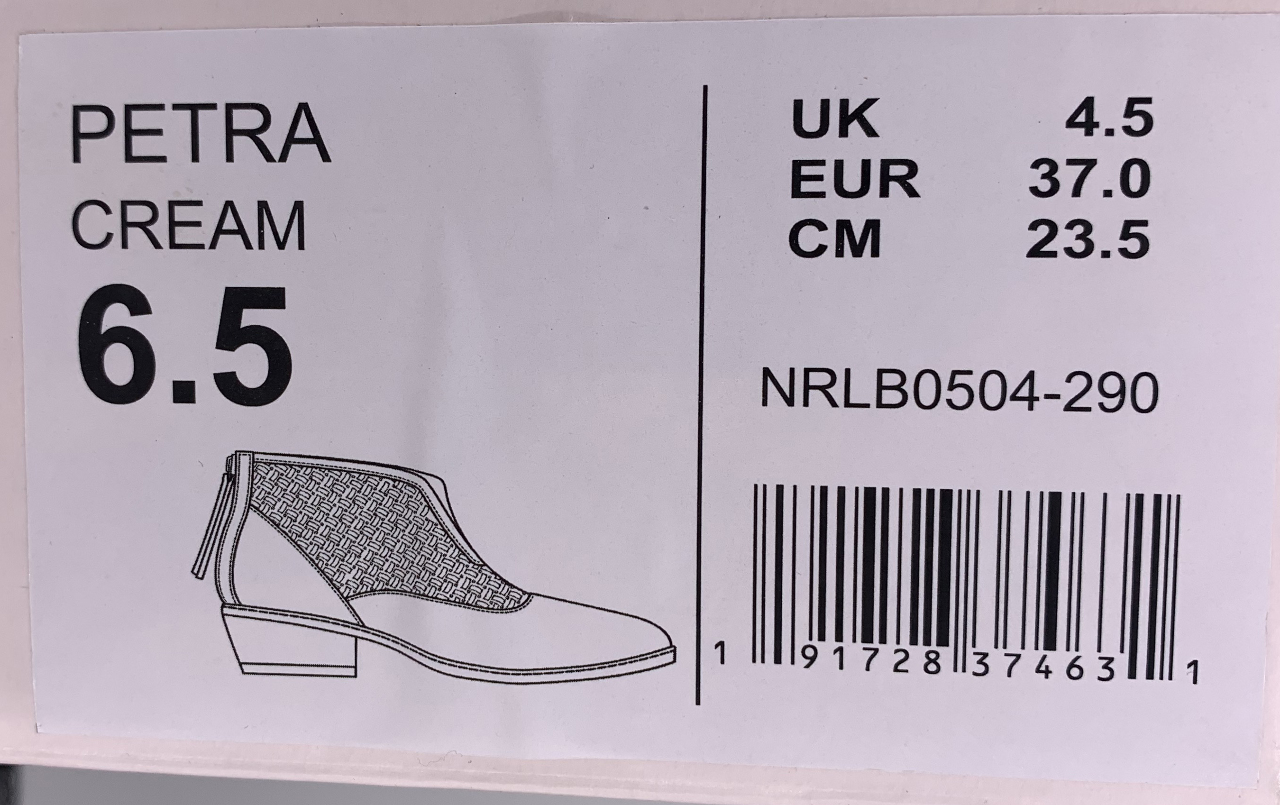 PETRA
CREAM
6.5
UK 4.5
EUR 37.0
CM 23.5
NRLB0504-290
1 91728 37463 1